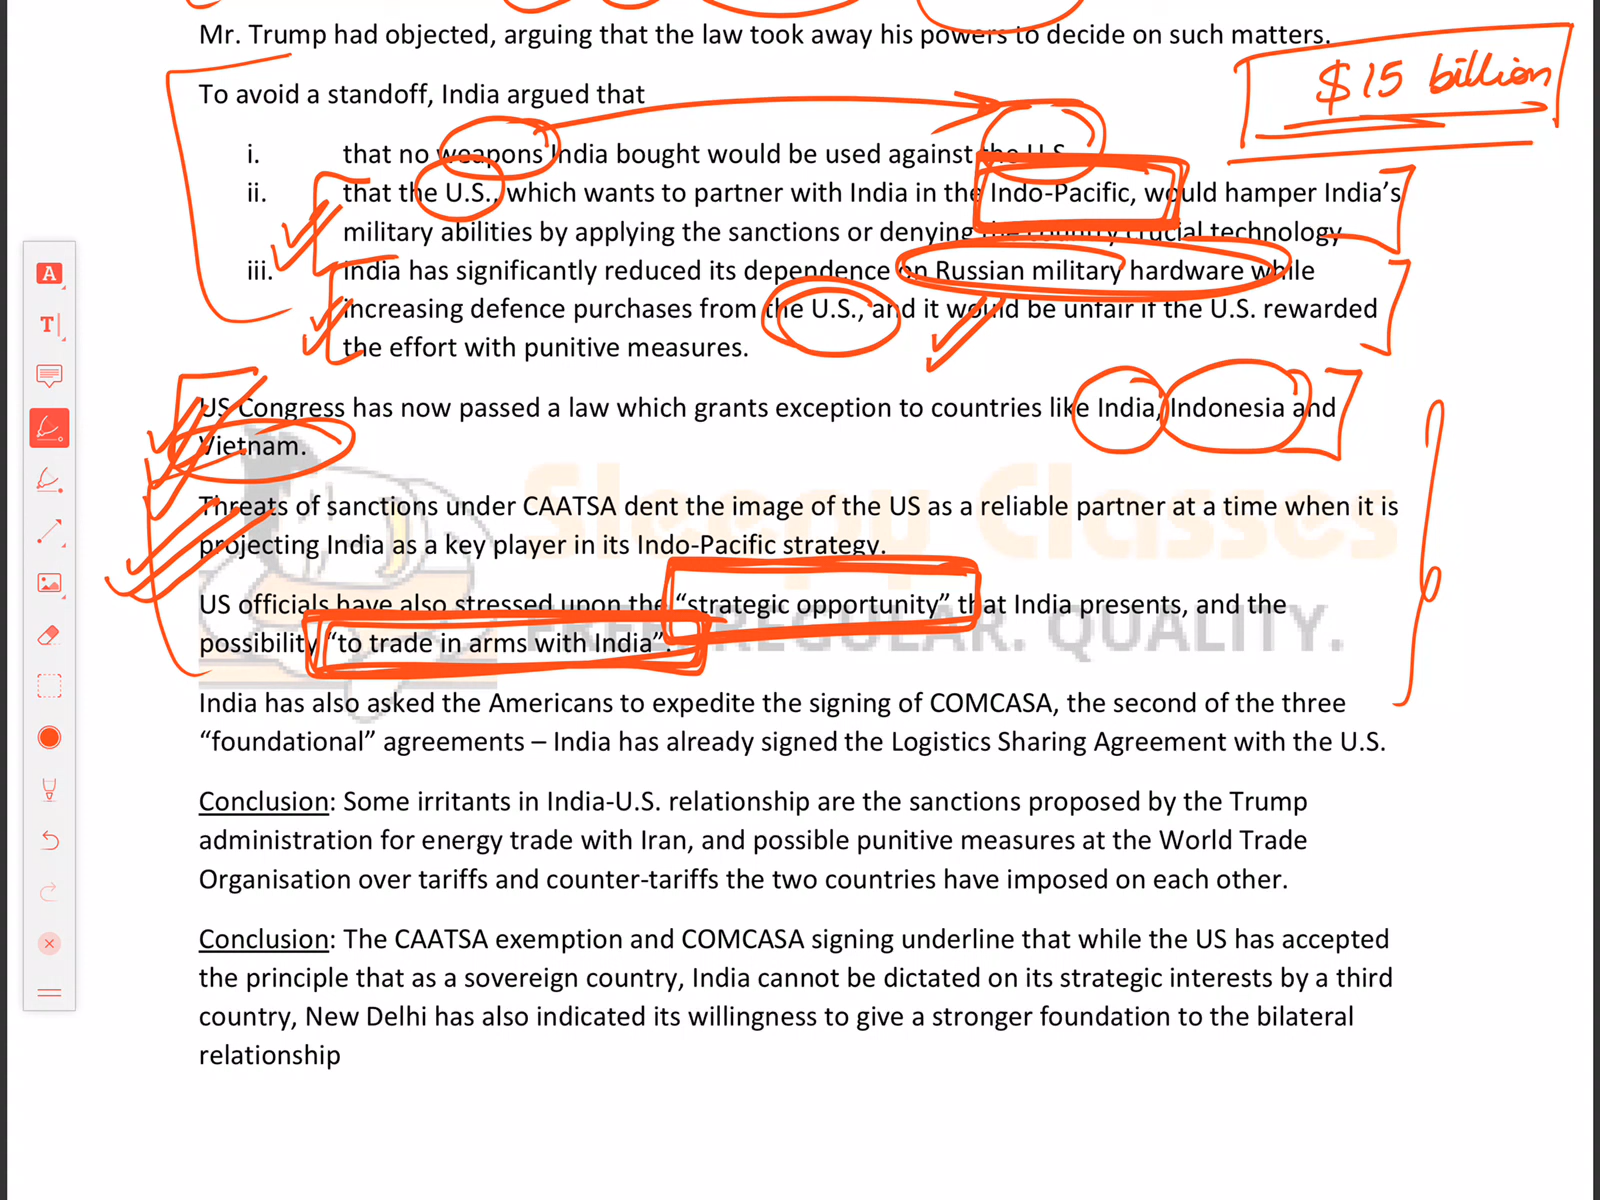 Mr. Trump had objected, arguing that the law took away his powers to decide on such matters.
$15 billion
To avoid a standoff, India argued that
i. that no weapons India bought would be used against the U.S.
ii. that the U.S., which wants to partner with India in the Indo-Pacific, would hamper India’s
military abilities by applying the sanctions or denying the country crucial technology
iii. India has significantly reduced its dependence on Russian military hardware while
increasing defence purchases from the U.S., and it would be unfair if the U.S. rewarded
the effort with punitive measures.
US Congress has now passed a law which grants exception to countries like India, Indonesia and
Vietnam.
Sleepy Classes
Threats of sanctions under CAATSA dent the image of the US as a reliable partner at a time when it is
projecting India as a key player in its Indo-Pacific strategy.
US officials have also stressed upon the “strategic opportunity” that India presents, and the
FREE. REGULAR. QUALITY.
possibility “to trade in arms with India”.
India has also asked the Americans to expedite the signing of COMCASA, the second of the three
“foundational” agreements – India has already signed the Logistics Sharing Agreement with the U.S.
Conclusion: Some irritants in India-U.S. relationship are the sanctions proposed by the Trump
administration for energy trade with Iran, and possible punitive measures at the World Trade
Organisation over tariffs and counter-tariffs the two countries have imposed on each other.
Conclusion: The CAATSA exemption and COMCASA signing underline that while the US has accepted
the principle that as a sovereign country, India cannot be dictated on its strategic interests by a third
country, New Delhi has also indicated its willingness to give a stronger foundation to the bilateral
relationship